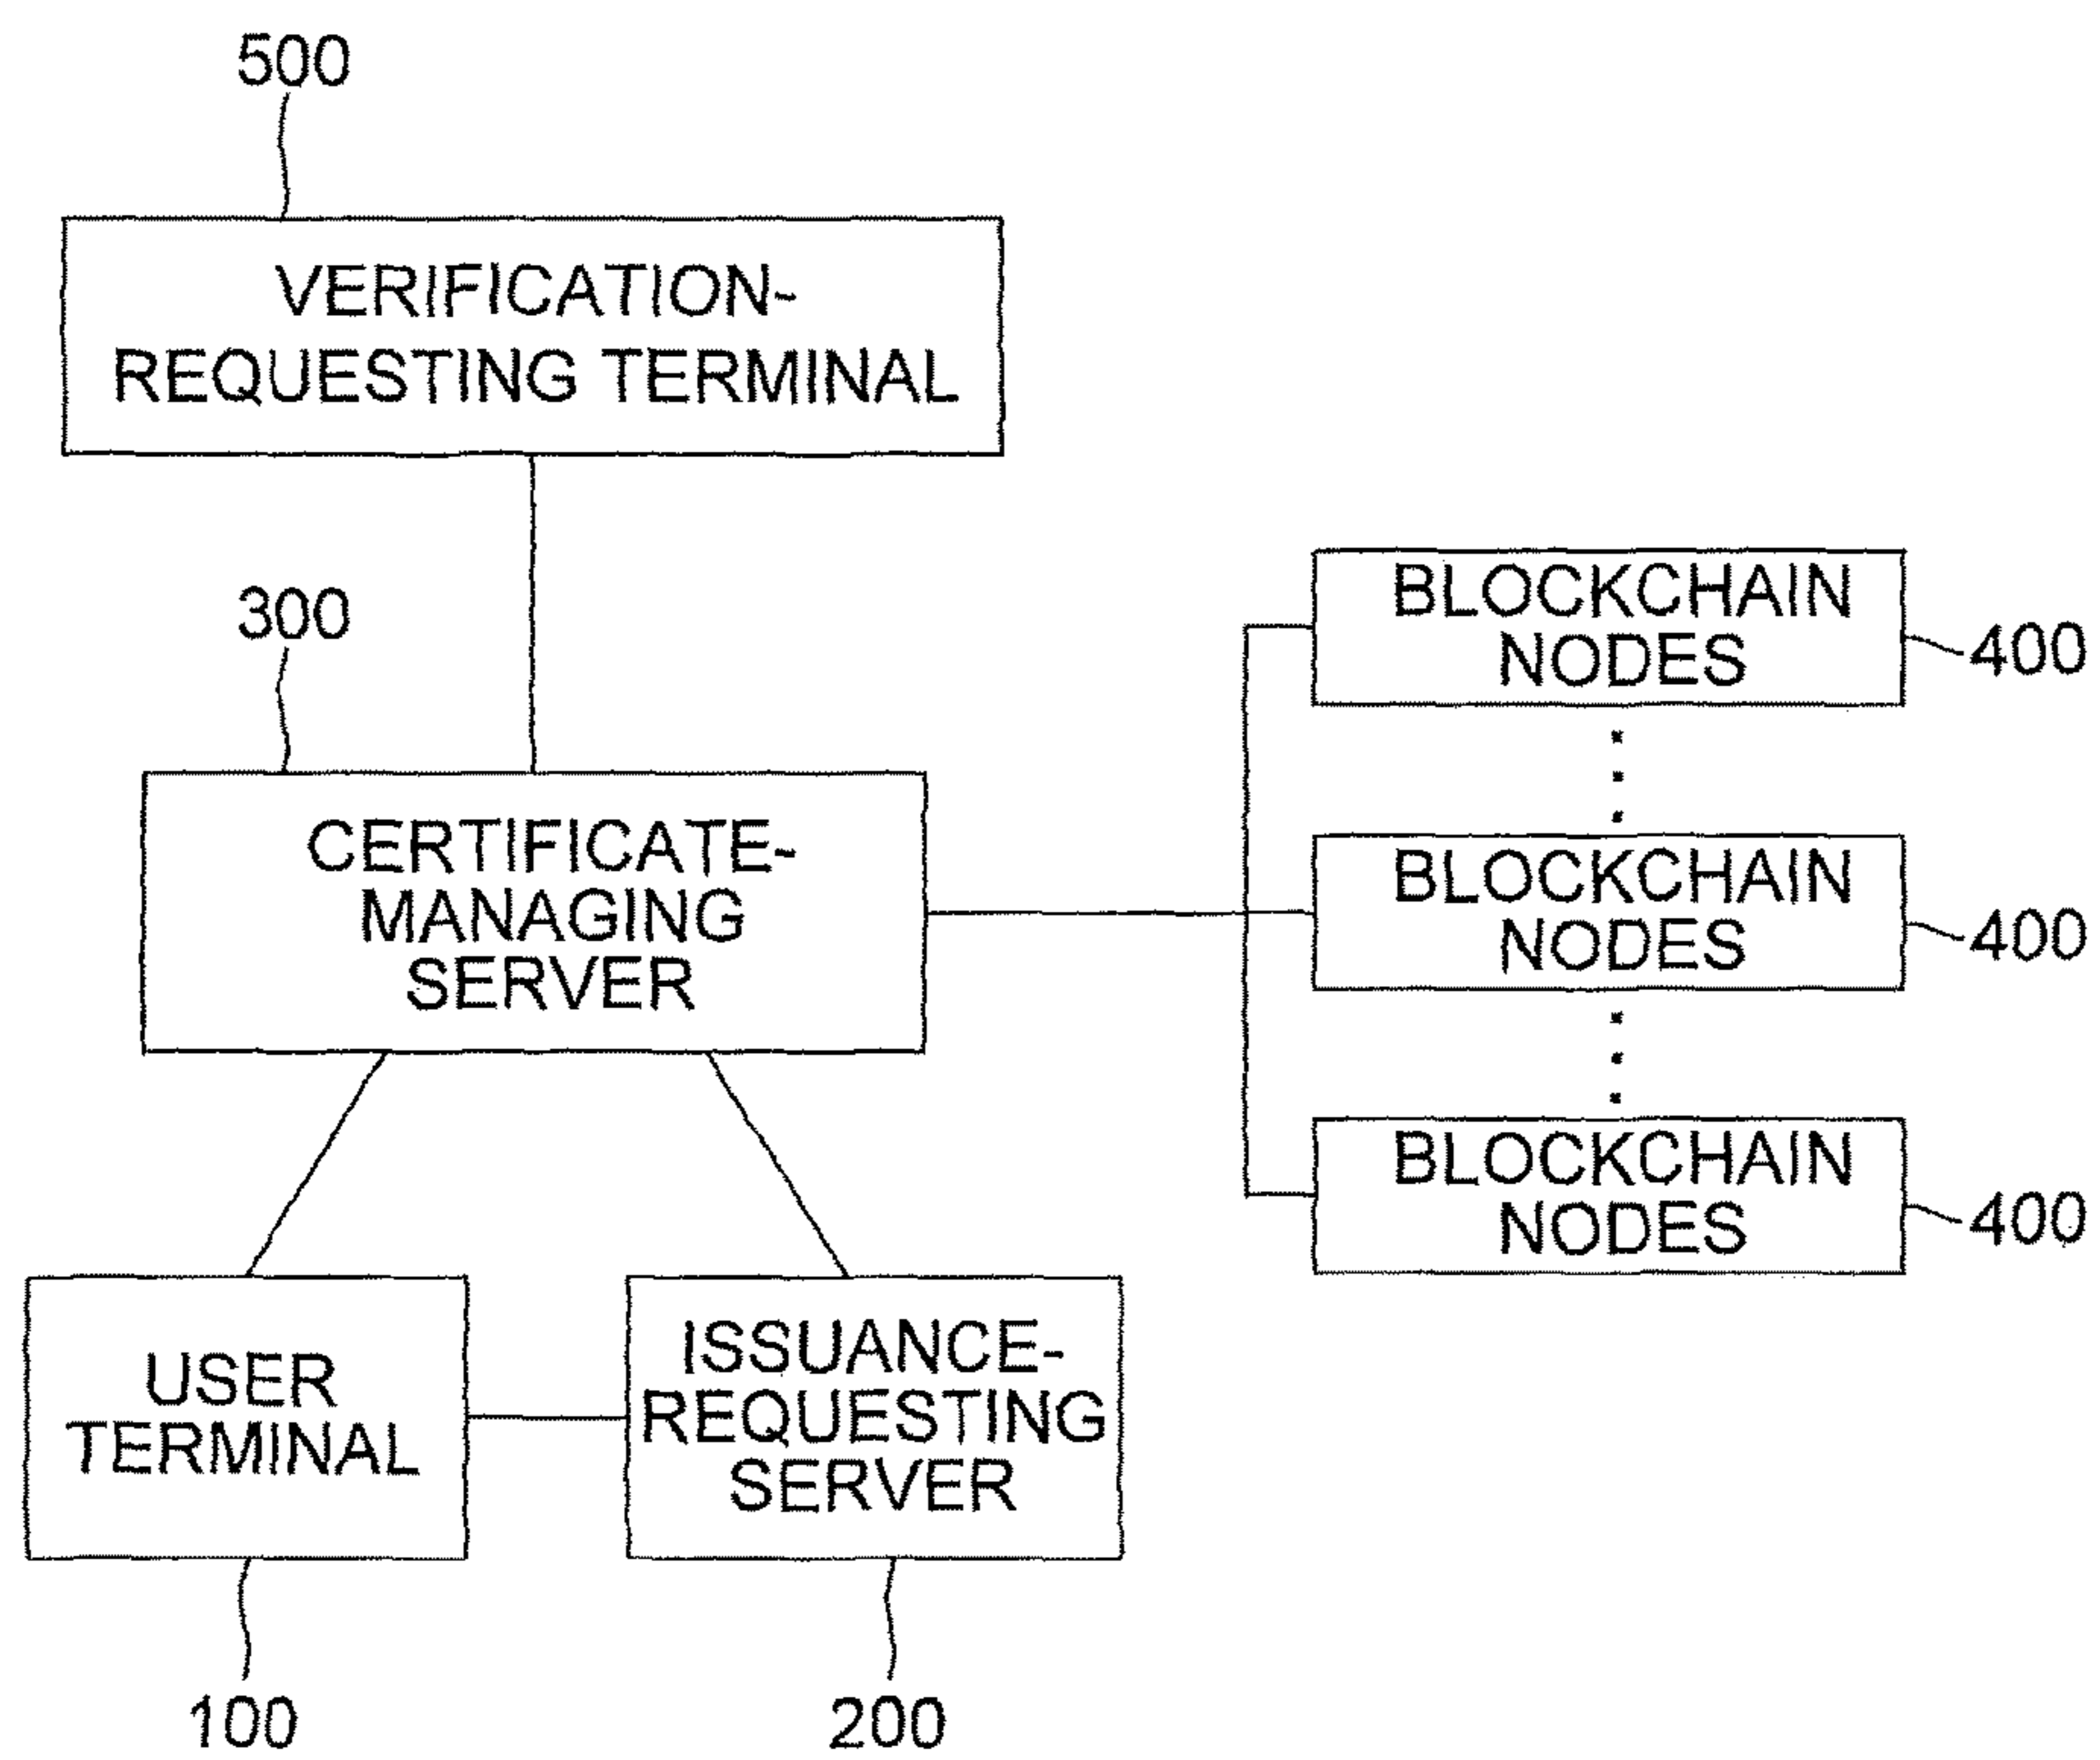 500
VERIFICATION-
REQUESTING TERMINAL
300
CERTIFICATE-
MANAGING
SERVER
BLOCKCHAIN
NODES
400
BLOCKCHAIN
NODES
400
BLOCKCHAIN
NODES
400
USER
TERMINAL
100
ISSUANCE-
REQUESTING
SERVER
200